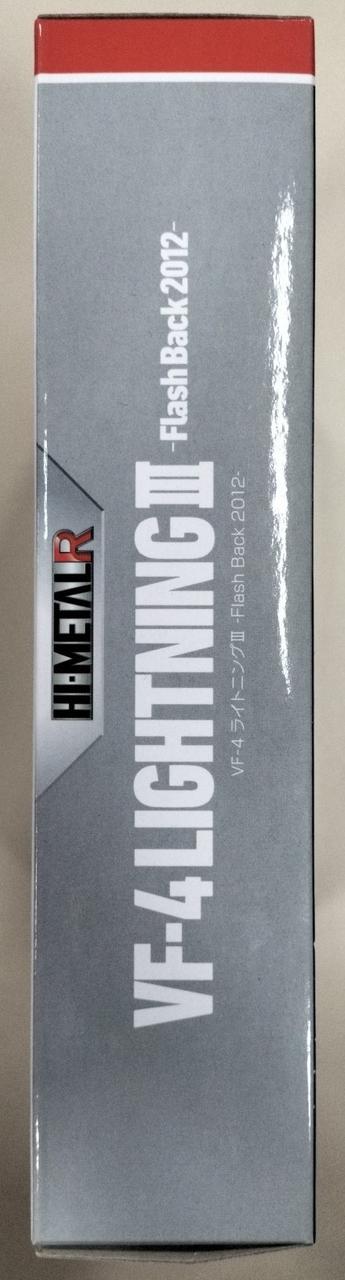 HI-METAL R
VF-4 LIGHTNING III -Flash Back 2012-
VF-4 ライトニングⅢ -Flash Back 2012-